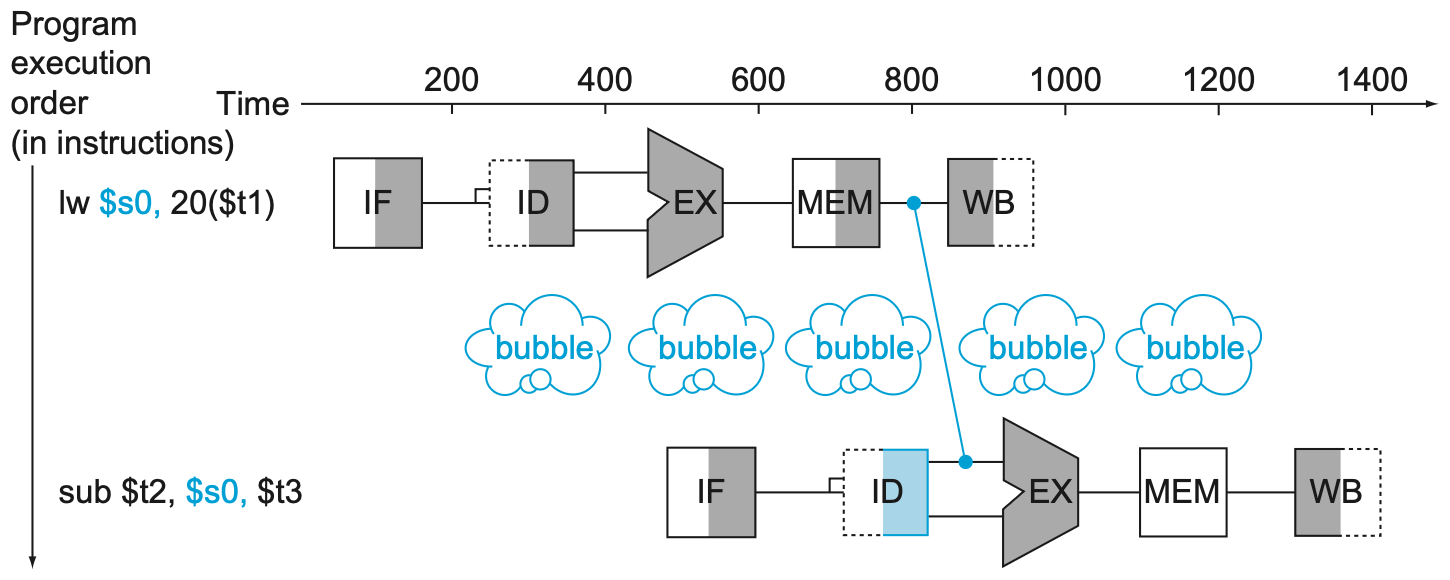 Program
execution
order
(in instructions)
Time
200 400 600 800 1000 1200 1400
lw $s0, 20($t1)
IF ID EX MEM WB
bubble bubble bubble bubble bubble
sub $t2, $s0, $t3
IF ID EX MEM WB